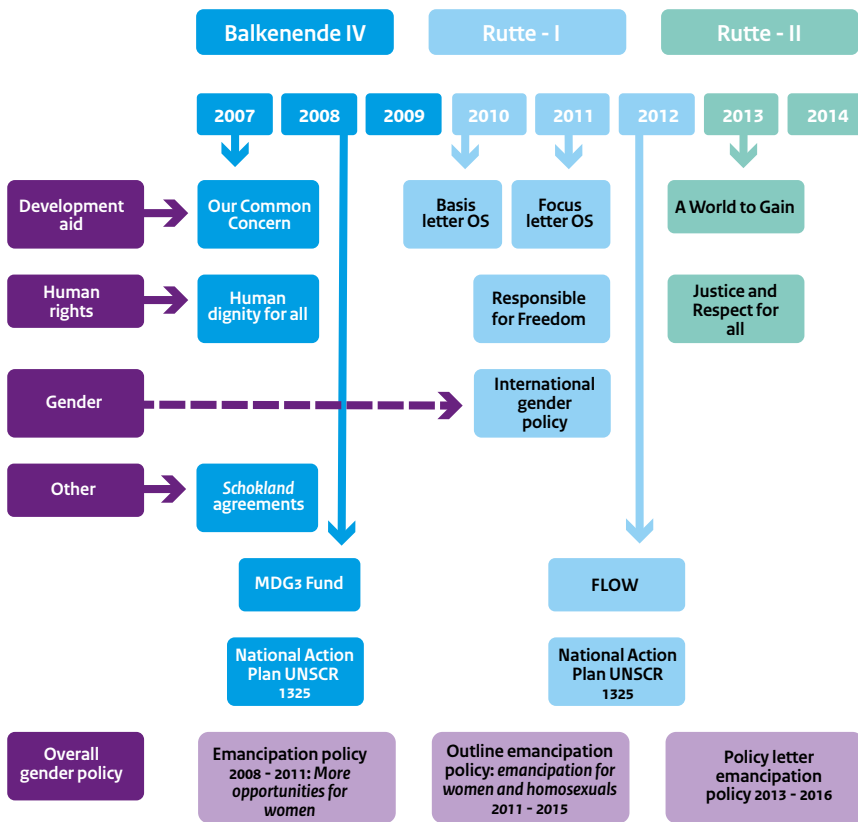 Balkenende IV
Rutte - I
Rutte - II
2007
2008
2009
2010
2011
2012
2013
2014
Development
aid
Our Common
Concern
Basis
letter OS
Focus
letter OS
A World to Gain
Human
rights
Human
dignity for all
Responsible
for Freedom
Justice and
Respect for
all
Gender
International
gender
policy
Other
Schokland
agreements
MDG3 Fund
FLOW
National Action
Plan UNSCR
1325
National Action
Plan UNSCR
1325
Overall
gender policy
Emancipation policy
2008 - 2011: More
opportunities for
women
Outline emancipation
policy: emancipation for
women and homosexuals
2011 - 2015
Policy letter
emancipation
policy 2013 - 2016